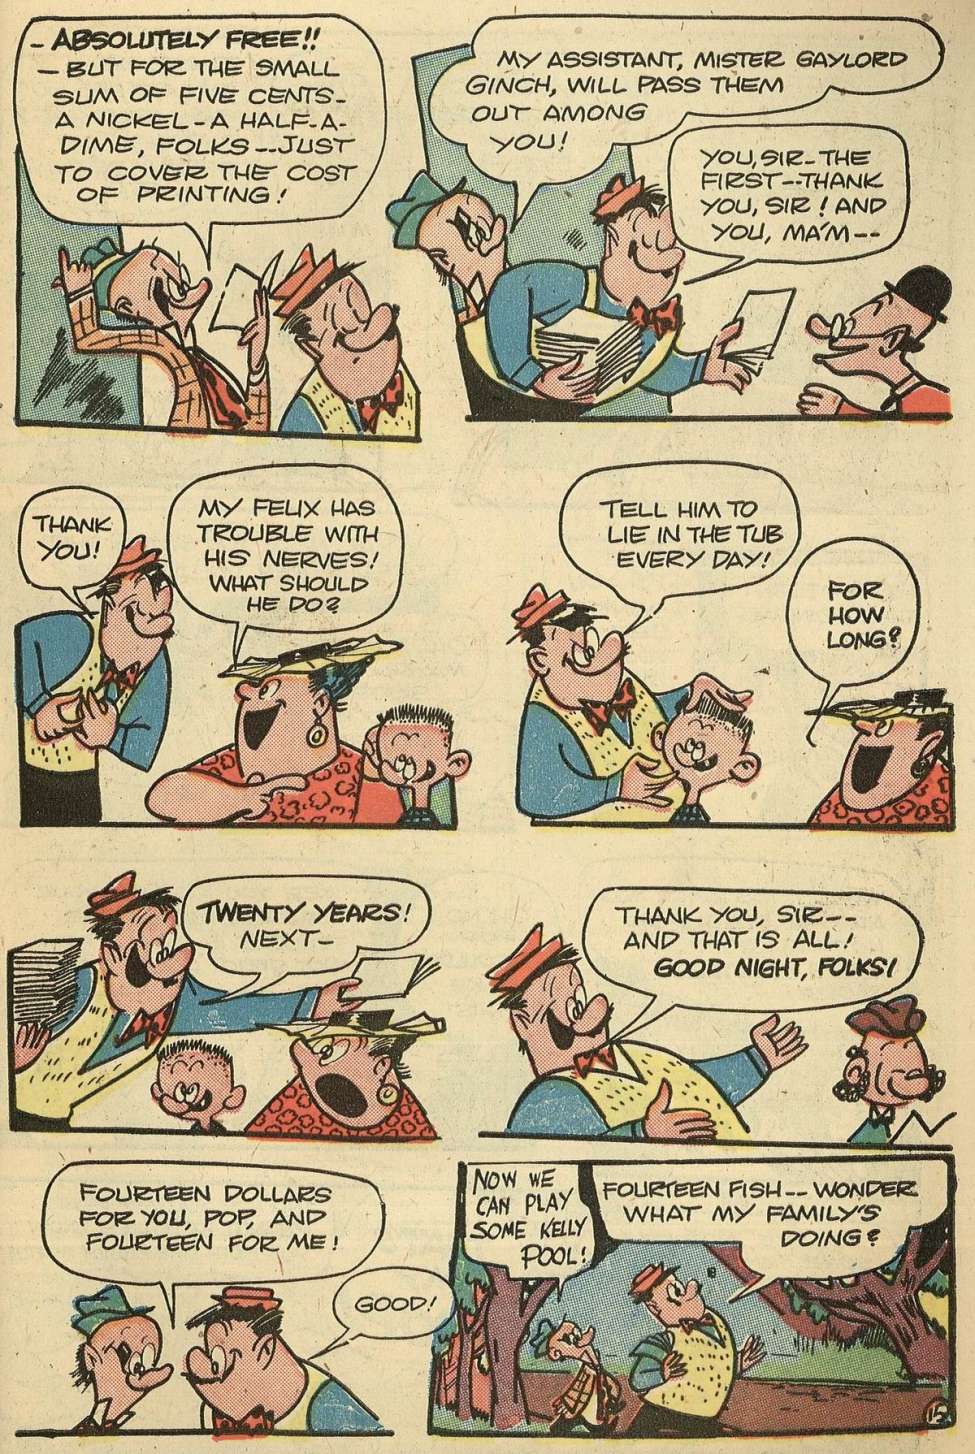 - ABSOLUTELY FREE!!
- BUT FOR THE SMALL
SUM OF FIVE CENTS-
A NICKEL - A HALF-A-
DIME, FOLKS -- JUST
TO COVER THE COST
OF PRINTING!
MY ASSISTANT, MISTER GAYLORD
GINCH, WILL PASS THEM
OUT AMONG
YOU!
YOU, SIR - THE
FIRST -- THANK
YOU, SIR! AND
YOU, MA'M --
THANK
YOU!
MY FELIX HAS
TROUBLE WITH
HIS NERVES!
WHAT SHOULD
HE DO?
TELL HIM TO
LIE IN THE TUB
EVERY DAY!
FOR
HOW
LONG?
TWENTY YEARS!
NEXT -
THANK YOU, SIR --
AND THAT IS ALL!
GOOD NIGHT, FOLKS!
FOURTEEN DOLLARS
FOR YOU, POP, AND
FOURTEEN FOR ME!
GOOD!
NOW WE
CAN PLAY
SOME KELLY
POOL!
FOURTEEN FISH -- WONDER
WHAT MY FAMILY'S
DOING?
15